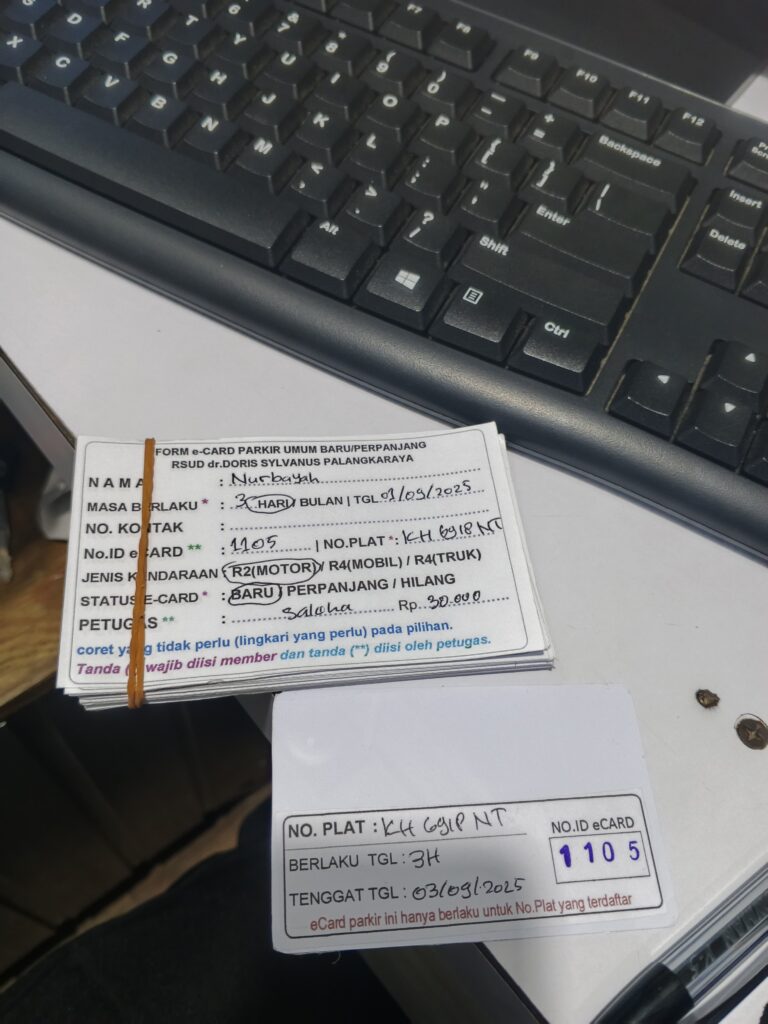 F7 F8 F9 F10 F11 F12
Backspace
Enter
Shift
Alt
Ctrl
Insert
Delete
FORM e-CARD PARKIR UMUM BARU/PERPANJANG
RSUD dr.DORIS SYLVANUS PALANGKARAYA
NAMA : Nurbayah
MASA BERLAKU * : 3 HARI / BULAN | TGL 01/09/2025
NO. KONTAK :
No.ID eCARD ** : 1105 | NO.PLAT * : KH 6918 NT
JENIS KENDARAAN : R2(MOTOR) / R4(MOBIL) / R4(TRUK)
STATUS E-CARD * : BARU / PERPANJANG / HILANG
PETUGAS ** : Saloha Rp. 30.000
coret yang tidak perlu (lingkari yang perlu) pada pilihan.
Tanda (*) wajib diisi member dan tanda (**) diisi oleh petugas.
NO. PLAT : KH 6918 NT
NO.ID eCARD
1105
BERLAKU TGL : 3H
TENGGAT TGL : 03/09/2025
eCard parkir ini hanya berlaku untuk No.Plat yang terdaftar